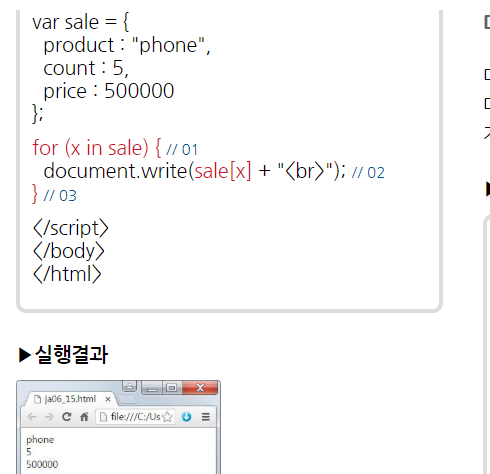 var sale = {
product : "phone",
count : 5,
price : 500000
};
for (x in sale) { // 01
document.write(sale[x] + "<br>"); // 02
} // 03
</script>
</body>
</html>
▶실행결과
ja06_15.html
file:///C:/Us
phone
5
500000